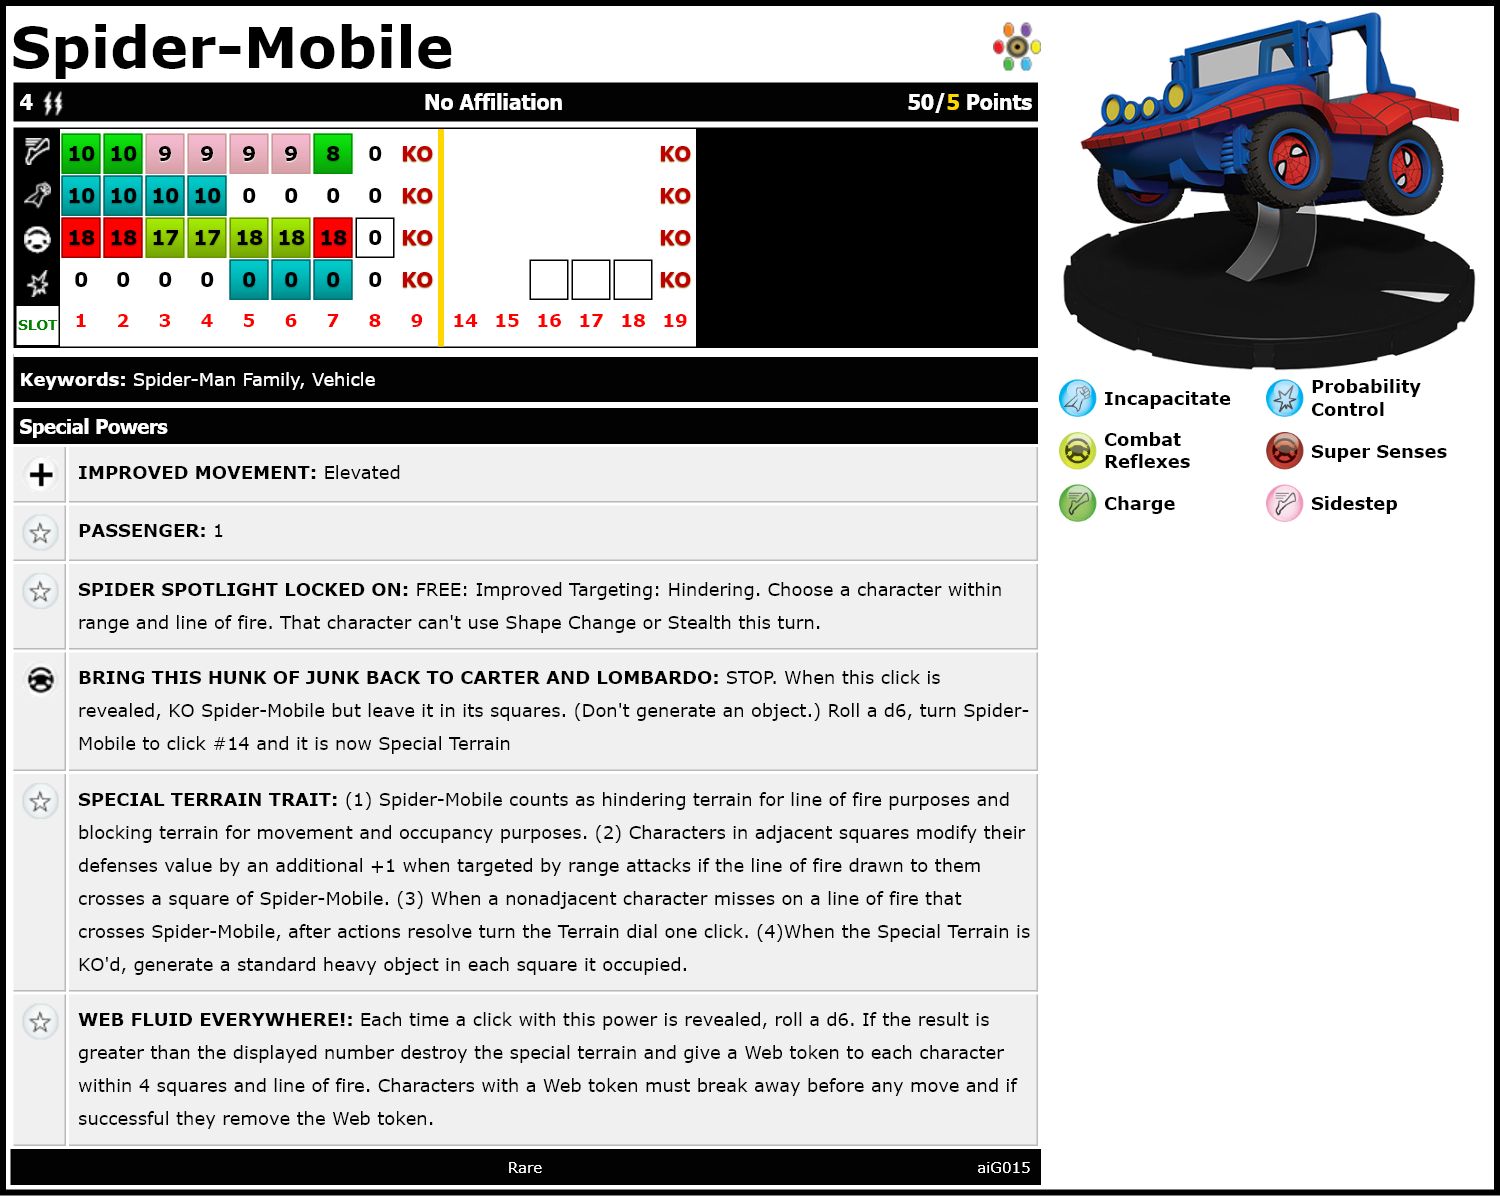 Spider-Mobile
4 No Affiliation 50/5 Points
10 10 9 9 9 9 8 0 KO KO
10 10 10 10 0 0 0 0 KO KO
18 18 17 17 18 18 18 0 KO KO
0 0 0 0 0 0 0 0 KO KO
SLOT 1 2 3 4 5 6 7 8 9 14 15 16 17 18 19
Keywords: Spider-Man Family, Vehicle
Special Powers
IMPROVED MOVEMENT: Elevated
PASSENGER: 1
SPIDER SPOTLIGHT LOCKED ON: FREE: Improved Targeting: Hindering. Choose a character within
range and line of fire. That character can't use Shape Change or Stealth this turn.
BRING THIS HUNK OF JUNK BACK TO CARTER AND LOMBARDO: STOP. When this click is
revealed, KO Spider-Mobile but leave it in its squares. (Don't generate an object.) Roll a d6, turn Spider-
Mobile to click #14 and it is now Special Terrain
SPECIAL TERRAIN TRAIT: (1) Spider-Mobile counts as hindering terrain for line of fire purposes and
blocking terrain for movement and occupancy purposes. (2) Characters in adjacent squares modify their
defenses value by an additional +1 when targeted by range attacks if the line of fire drawn to them
crosses a square of Spider-Mobile. (3) When a nonadjacent character misses on a line of fire that
crosses Spider-Mobile, after actions resolve turn the Terrain dial one click. (4)When the Special Terrain is
KO'd, generate a standard heavy object in each square it occupied.
WEB FLUID EVERYWHERE!: Each time a click with this power is revealed, roll a d6. If the result is
greater than the displayed number destroy the special terrain and give a Web token to each character
within 4 squares and line of fire. Characters with a Web token must break away before any move and if
successful they remove the Web token.
Rare aiG015
Incapacitate
Probability
Control
Combat
Reflexes
Super Senses
Charge
Sidestep